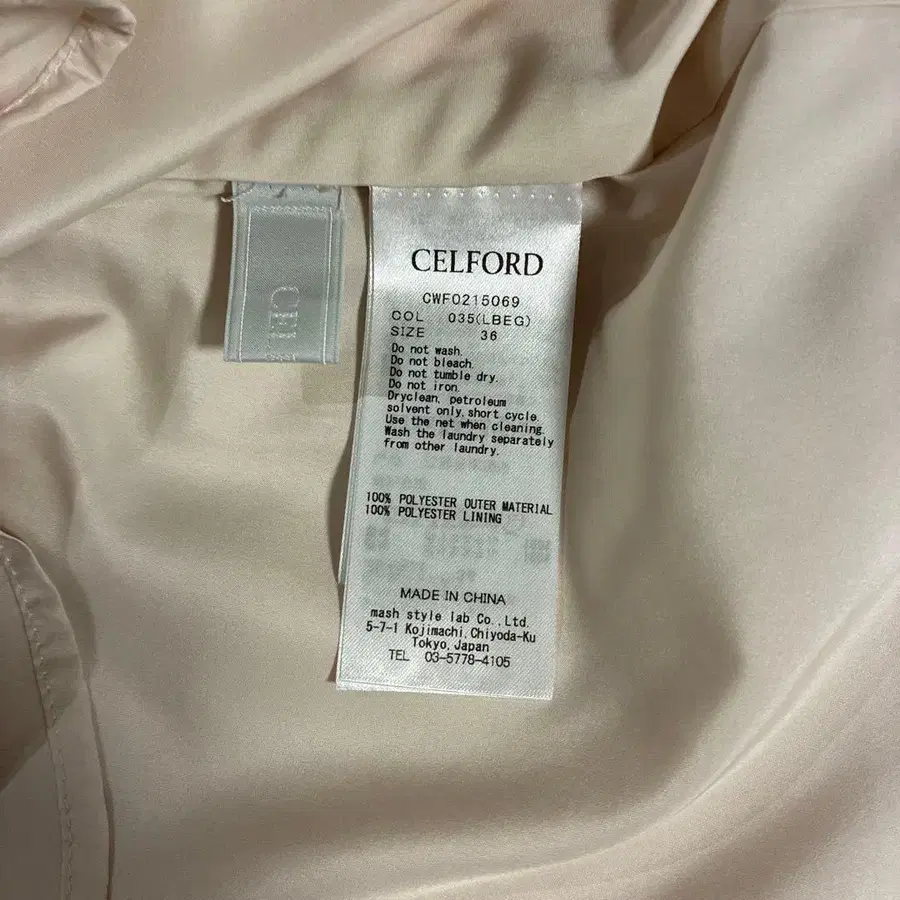 CELFORD
CWF0215069
COL 035(LBEG)
SIZE 36
Do not wash.
Do not bleach.
Do not tumble dry.
Do not iron.
Dryclean, petroleum
solvent only, short cycle.
Use the net when cleaning.
Wash the laundry separately
from other laundry.
100% POLYESTER OUTER MATERIAL
100% POLYESTER LINING
MADE IN CHINA
mash style lab Co., Ltd.
5-7-1 Kojimachi, Chiyoda-Ku
Tokyo, Japan
TEL 03-5778-4105